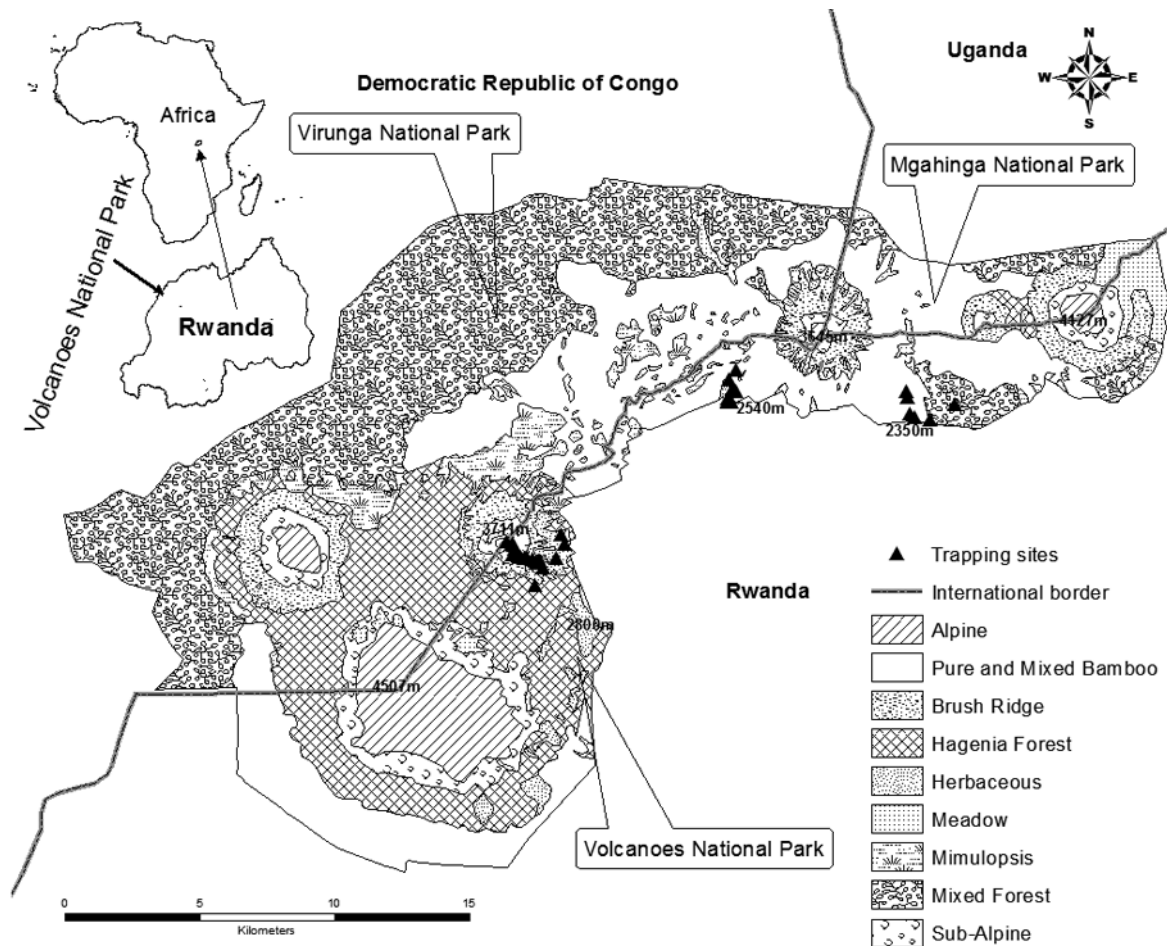 Uganda
N
W E
S
Democratic Republic of Congo
Africa
Virunga National Park
Mgahinga National Park
Volcanoes National Park
Rwanda
4127m
2540m
2350m
3711m
Rwanda
2800m
4507m
Volcanoes National Park
Trapping sites
International border
Alpine
Pure and Mixed Bamboo
Brush Ridge
Hagenia Forest
Herbaceous
Meadow
Mimulopsis
Mixed Forest
Sub-Alpine
0 5 10 15
Kilometers